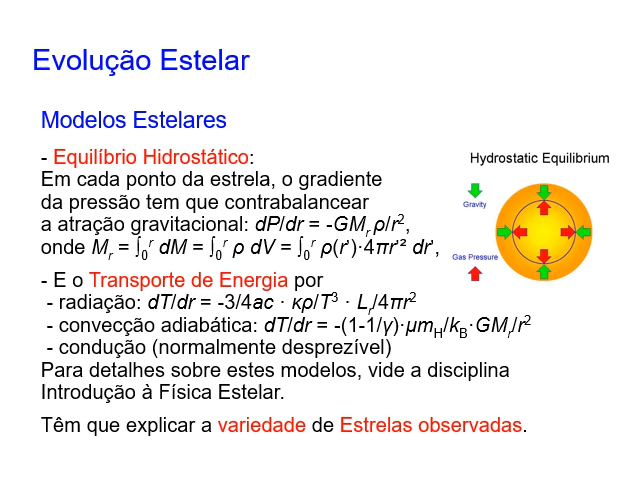 Evolução Estelar
Modelos Estelares
- Equilíbrio Hidrostático:
Em cada ponto da estrela, o gradiente
da pressão tem que contrabalancear
a atração gravitacional: dP/dr = -GMᵣ ρ/r²,
onde Mᵣ = ∫₀ʳ dM = ∫₀ʳ ρ dV = ∫₀ʳ ρ(r')·4πr'² dr',
Hydrostatic Equilibrium
Gravity
Gas Pressure
- E o Transporte de Energia por
- radiação: dT/dr = -3/4ac · κρ/T³ · Lᵣ/4πr²
- convecção adiabática: dT/dr = -(1-1/γ)·μm_H/k_B·GMᵣ/r²
- condução (normalmente desprezível)
Para detalhes sobre estes modelos, vide a disciplina
Introdução à Física Estelar.
Têm que explicar a variedade de Estrelas observadas.